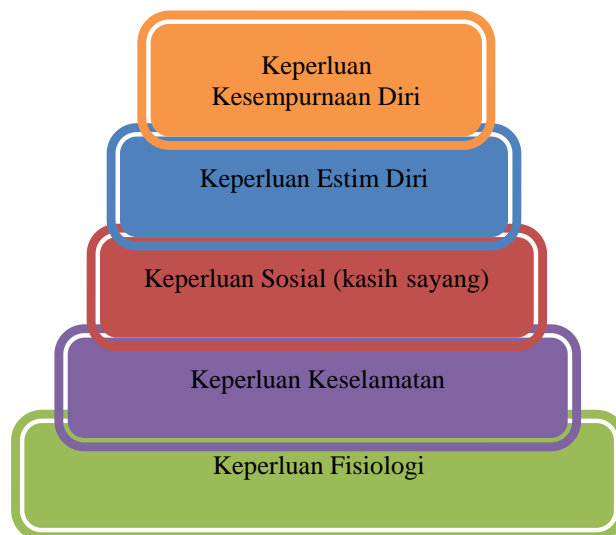 Keperluan
Kesempurnaan Diri
Keperluan Estim Diri
Keperluan Sosial (kasih sayang)
Keperluan Keselamatan
Keperluan Fisiologi